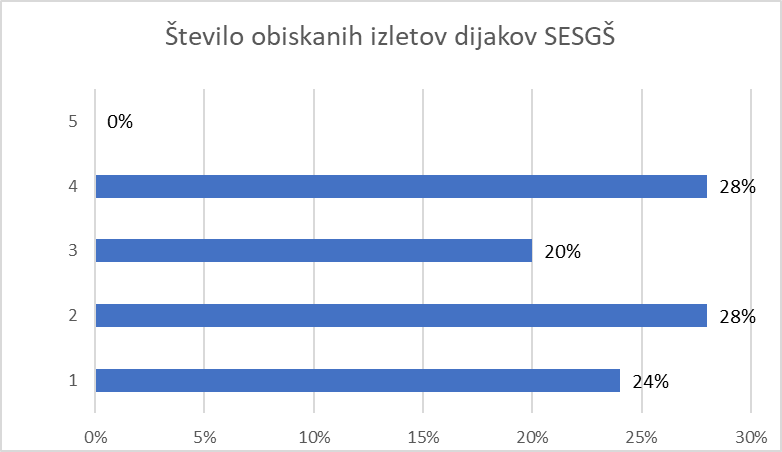 Število obiskanih izletov dijakov SESGŠ
5 0%
4 28%
3 20%
2 28%
1 24%
0% 5% 10% 15% 20% 25% 30%